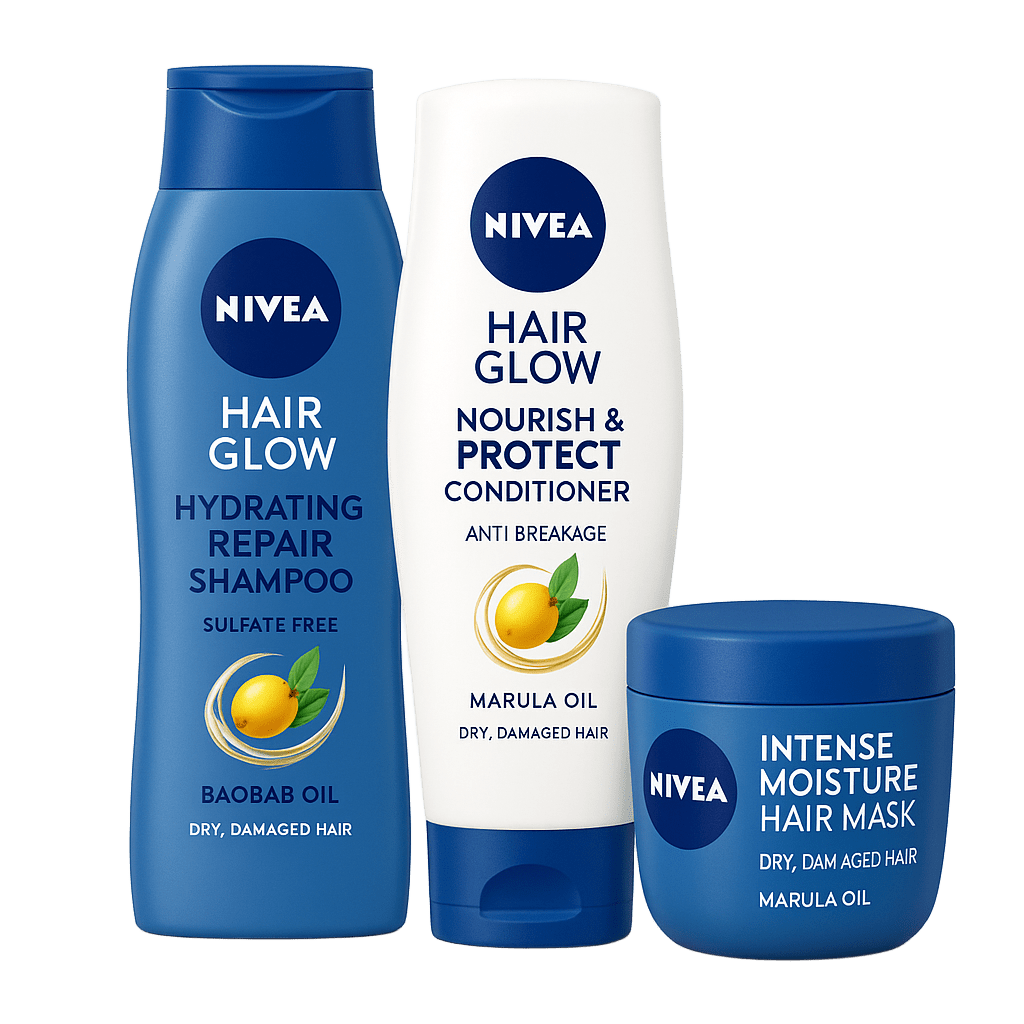 NIVEA
HAIR
GLOW
HYDRATING
REPAIR
SHAMPOO
SULFATE FREE
BAOBAB OIL
DRY, DAMAGED HAIR
NIVEA
HAIR
GLOW
NOURISH &
PROTECT
CONDITIONER
ANTI BREAKAGE
MARULA OIL
DRY, DAMAGED HAIR
NIVEA
INTENSE
MOISTURE
HAIR MASK
DRY, DAM AGED HAIR
MARULA OIL